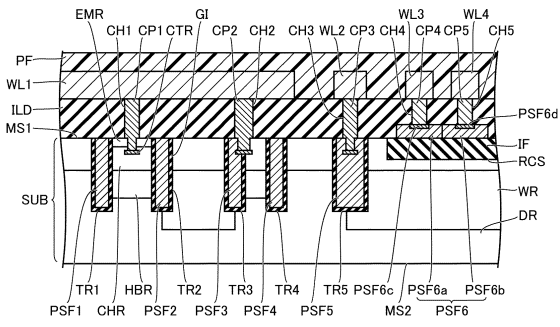 EMR CH1 CP1 CTR GI CP2 CH2 CH3 WL2 CP3 CH4 WL3 CP4 WL4 CP5 CH5
PF
WL1
ILD
MS1
PSF6d
IF
RCS
SUB
WR
DR
TR1 HBR TR2 TR3 TR4 TR5 PSF6c PSF6a PSF6b
PSF1 CHR PSF2 PSF3 PSF4 PSF5 MS2 PSF6